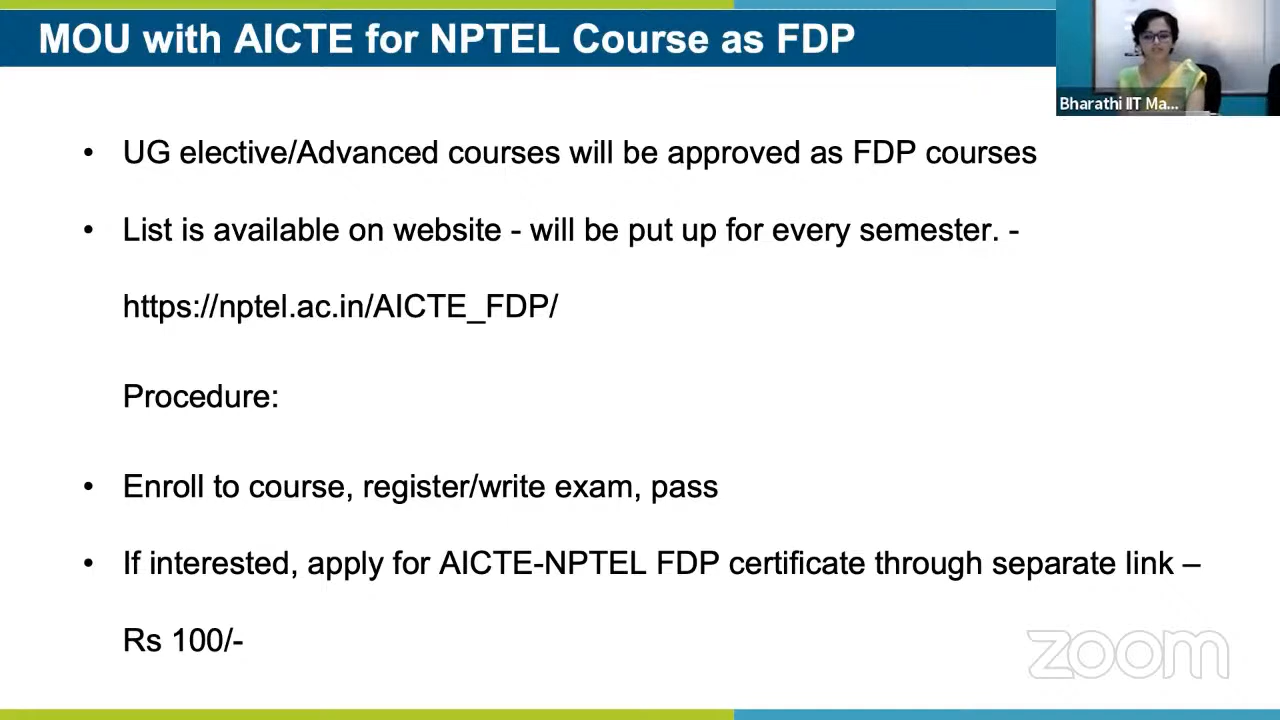 MOU with AICTE for NPTEL Course as FDP
Bharathi IIT Ma...
• UG elective/Advanced courses will be approved as FDP courses
• List is available on website - will be put up for every semester. -
https://nptel.ac.in/AICTE_FDP/
Procedure:
• Enroll to course, register/write exam, pass
• If interested, apply for AICTE-NPTEL FDP certificate through separate link –
Rs 100/-
zoom